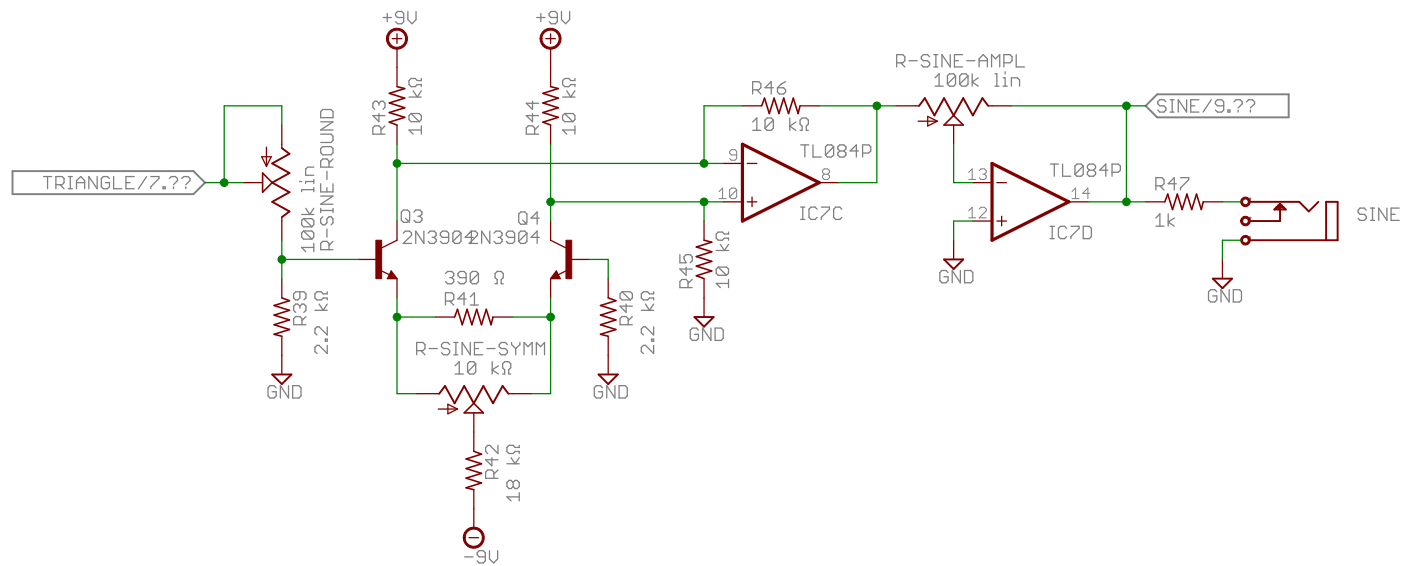 +9V
+9V
R43
10 kΩ
R44
10 kΩ
R-SINE-AMPL
100k lin
R46
10 kΩ
SINE/9.??
TRIANGLE/7.??
100k lin
R-SINE-ROUND
9
10
8
TL084P
IC7C
13
12
14
TL084P
IC7D
R47
1k
SINE
Q3
2N3904
Q4
2N3904
R45
10 kΩ
GND
GND
GND
390 Ω
R41
R39
2.2 kΩ
GND
R40
2.2 kΩ
GND
R-SINE-SYMM
10 kΩ
R42
18 kΩ
-9V